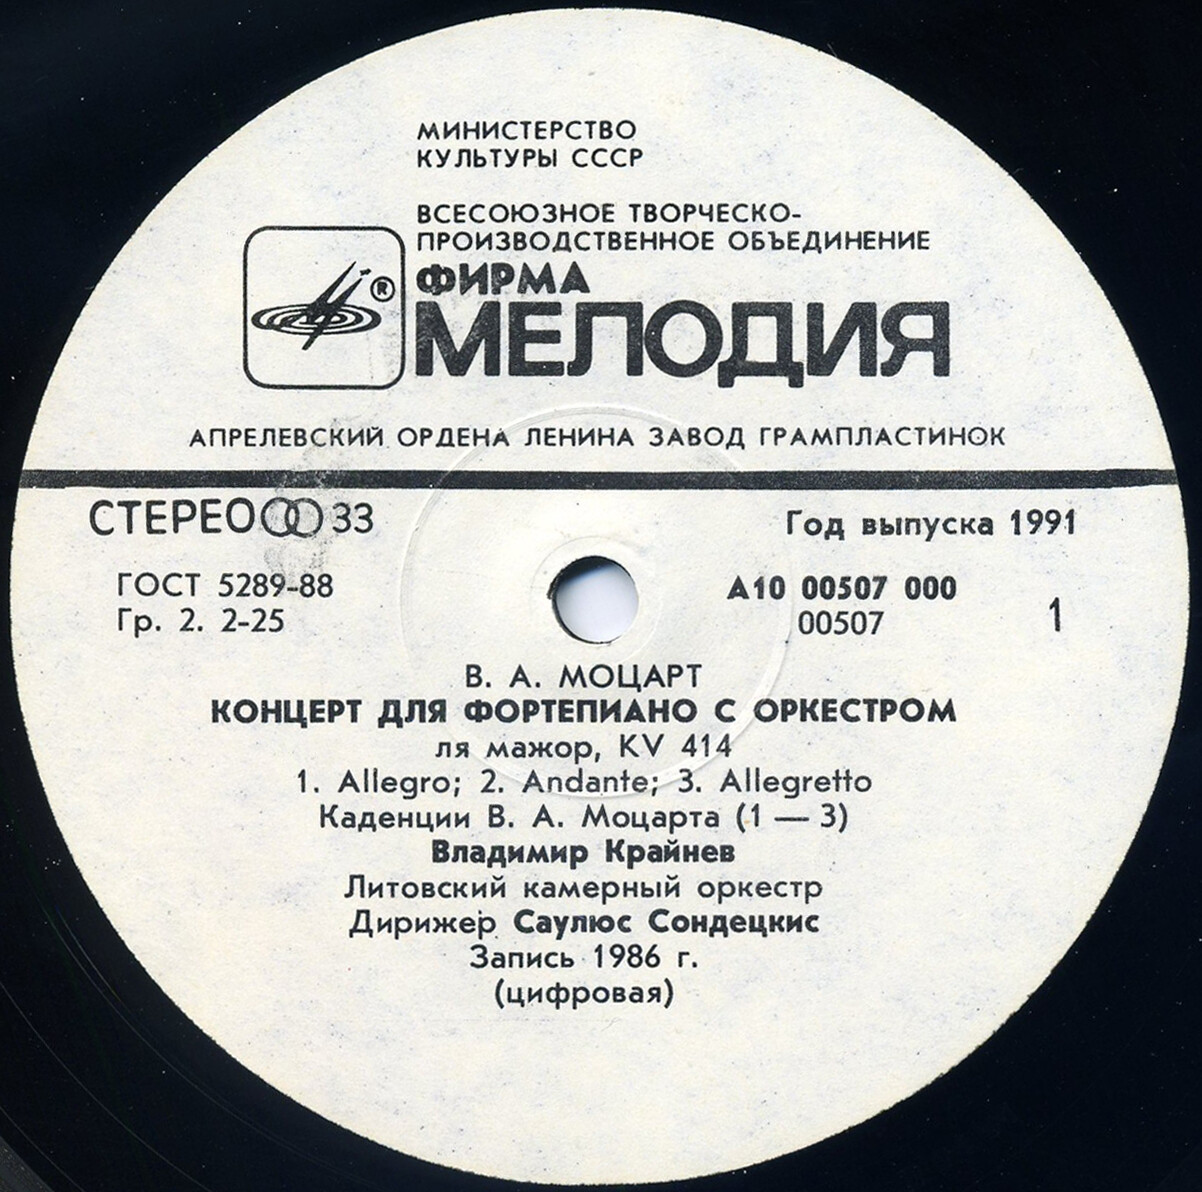 МИНИСТЕРСТВО
КУЛЬТУРЫ СССР
ВСЕСОЮЗНОЕ ТВОРЧЕСКО-
ПРОИЗВОДСТВЕННОЕ ОБЪЕДИНЕНИЕ
ФИРМА
МЕЛОДИЯ
®
АПРЕЛЕВСКИЙ ОРДЕНА ЛЕНИНА ЗАВОД ГРАМПЛАСТИНОК
СТЕРЕО 33
Год выпуска 1991
ГОСТ 5289-88
Гр. 2. 2-25
А10 00507 000
00507
1
В. А. МОЦАРТ
КОНЦЕРТ ДЛЯ ФОРТЕПИАНО С ОРКЕСТРОМ
ля мажор, KV 414
1. Allegro; 2. Andante; 3. Allegretto
Каденции В. А. Моцарта (1 — 3)
Владимир Крайнев
Литовский камерный оркестр
Дирижер Саулюс Сондецкис
Запись 1986 г.
(цифровая)